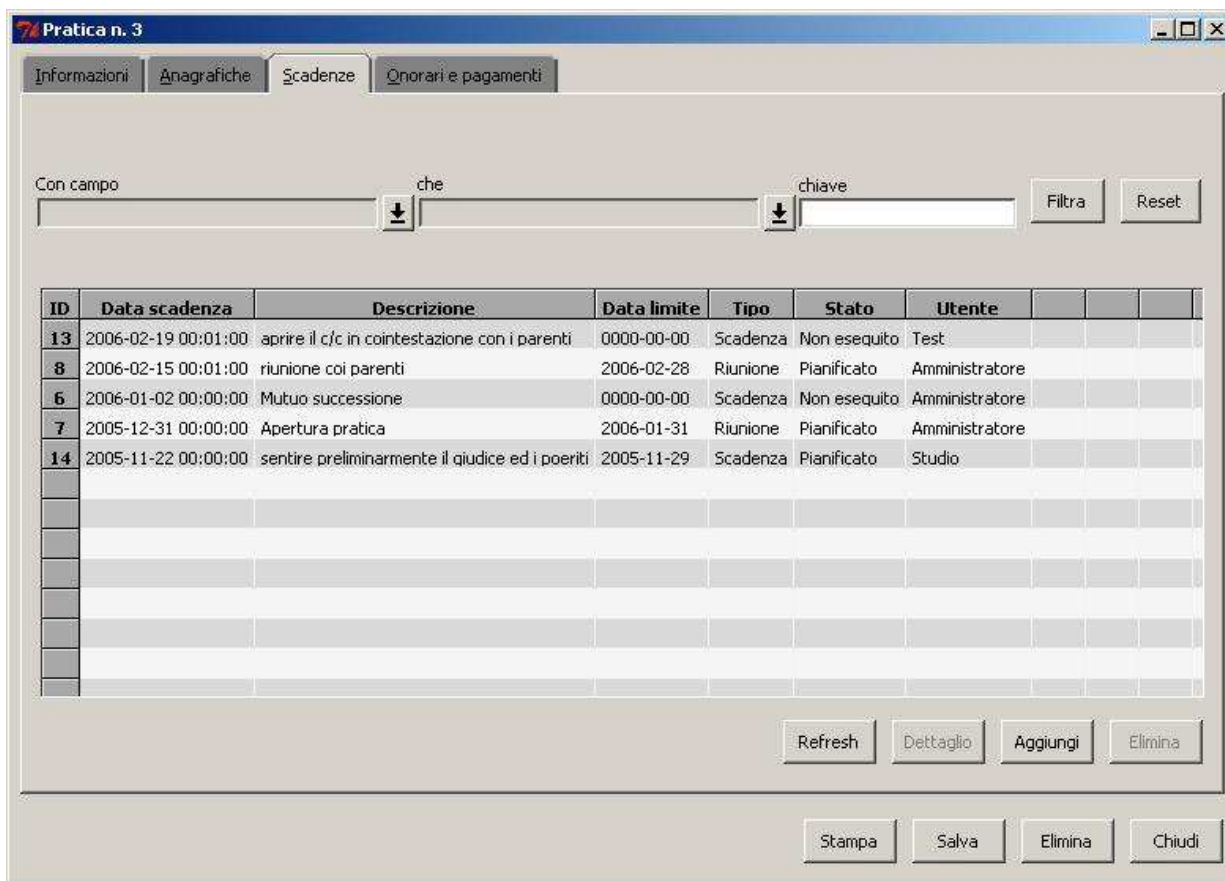 Pratica n. 3
Informazioni Anagrafiche Scadenze Onorari e pagamenti
Con campo che chiave
Filtra Reset
ID Data scadenza Descrizione Data limite Tipo Stato Utente
13 2006-02-19 00:01:00 aprire il c/c in cointestazione con i parenti 0000-00-00 Scadenza Non eseguito Test
8 2006-02-15 00:01:00 riunione coi parenti 2006-02-28 Riunione Pianificato Amministratore
6 2006-01-02 00:00:00 Mutuo successione 0000-00-00 Scadenza Non eseguito Amministratore
7 2005-12-31 00:00:00 Apertura pratica 2006-01-31 Riunione Pianificato Amministratore
14 2005-11-22 00:00:00 sentire preliminarmente il giudice ed i poeriti 2005-11-29 Scadenza Pianificato Studio
Refresh Dettaglio Aggiungi Elimina
Stampa Salva Elimina Chiudi